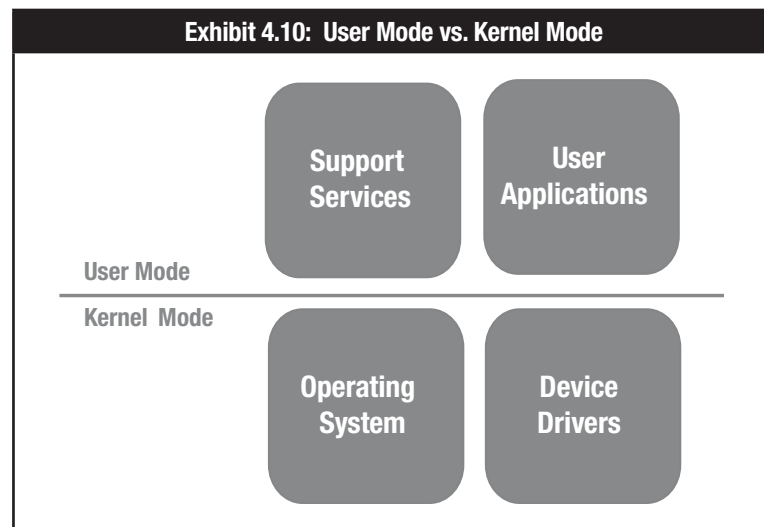 Exhibit 4.10: User Mode vs. Kernel Mode
Support
Services
User
Applications
User Mode
Kernel Mode
Operating
System
Device
Drivers